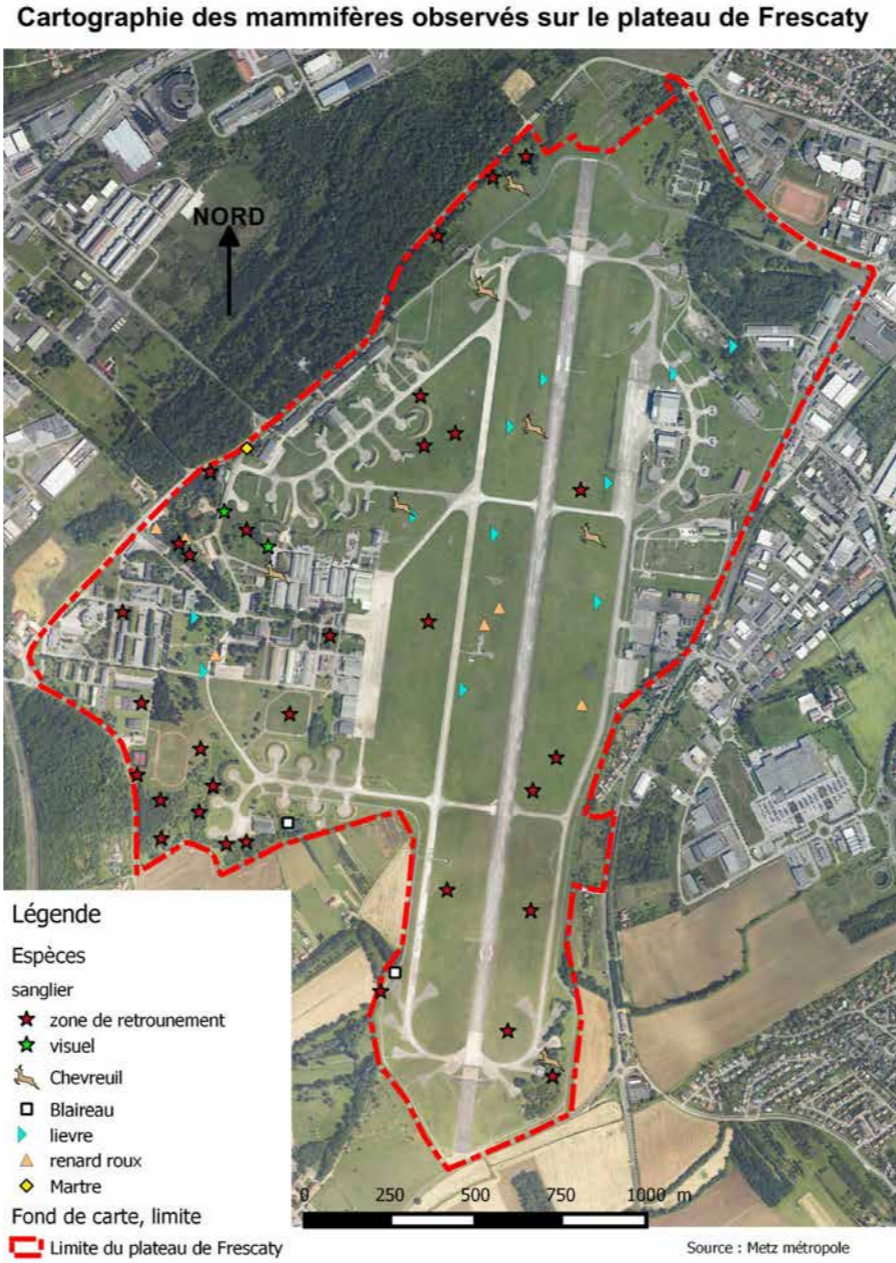 Cartographie des mammifères observés sur le plateau de Frescaty
NORD
Légende
Espèces
sanglier
zone de retrounement
visuel
Chevreuil
Blaireau
lievre
renard roux
Martre
Fond de carte, limite
Limite du plateau de Frescaty
0 250 500 750 1000 m
Source : Metz métropole